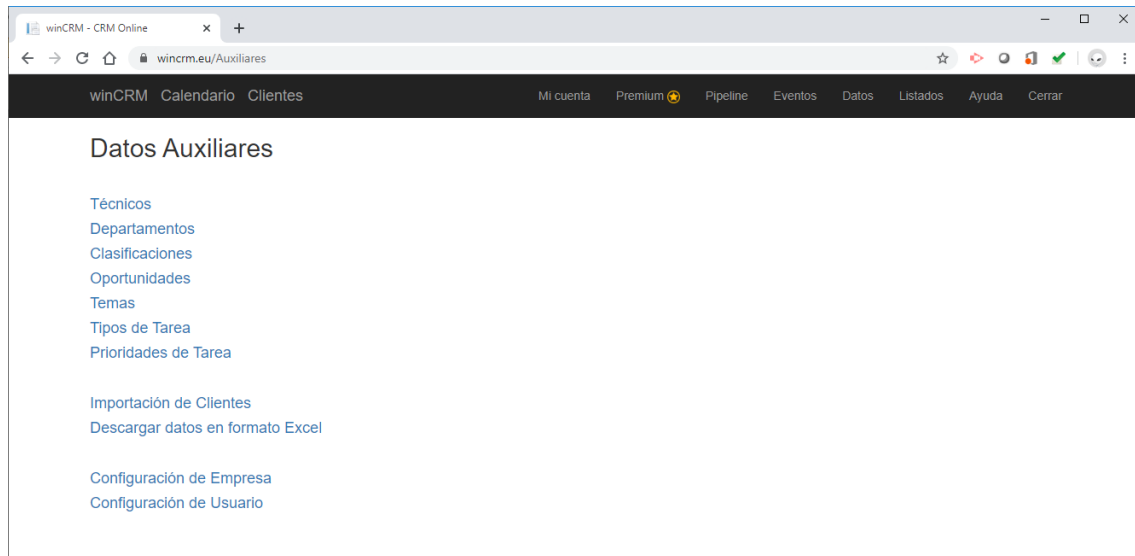 winCRM - CRM Online
wincrm.eu/Auxiliares
winCRM Calendario Clientes Mi cuenta Premium Pipeline Eventos Datos Listados Ayuda Cerrar
Datos Auxiliares
Técnicos
Departamentos
Clasificaciones
Oportunidades
Temas
Tipos de Tarea
Prioridades de Tarea
Importación de Clientes
Descargar datos en formato Excel
Configuración de Empresa
Configuración de Usuario